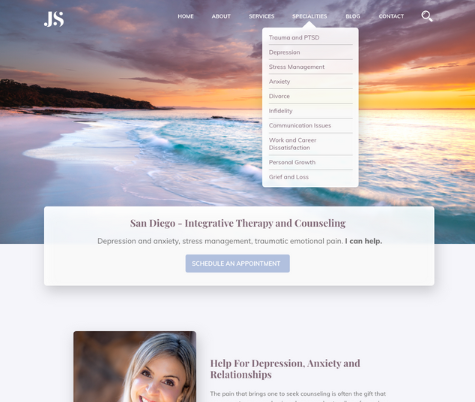 JS
HOME ABOUT SERVICES SPECIALITIES BLOG CONTACT
Trauma and PTSD
Depression
Stress Management
Anxiety
Divorce
Infidelity
Communication Issues
Work and Career
Dissatisfaction
Personal Growth
Grief and Loss
San Diego - Integrative Therapy and Counseling
Depression and anxiety, stress management, traumatic emotional pain. I can help.
SCHEDULE AN APPOINTMENT
Help For Depression, Anxiety and
Relationships
The pain that brings one to seek counseling is often the gift that